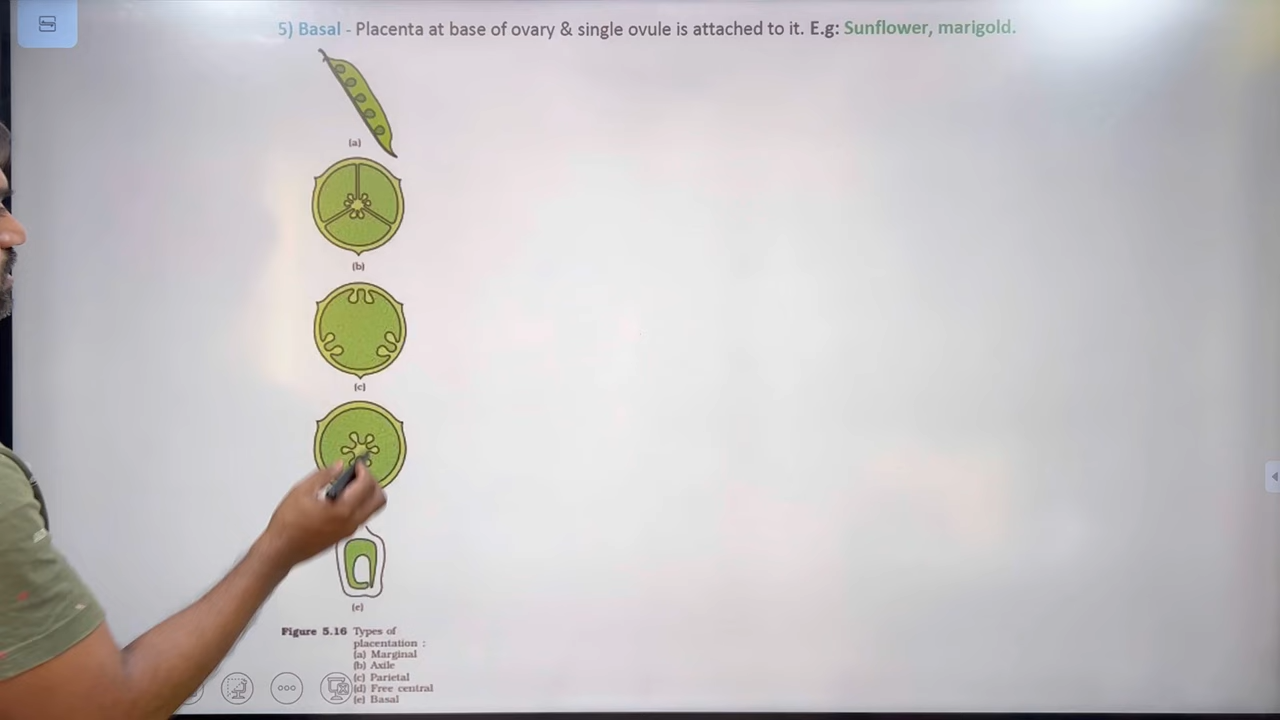 5) Basal - Placenta at base of ovary & single ovule is attached to it. E.g: Sunflower, marigold.
(a)
(b)
(c)
(e)
Figure 5.16 Types of
placentation :
(a) Marginal
(b) Axile
(c) Parietal
(d) Free central
(e) Basal